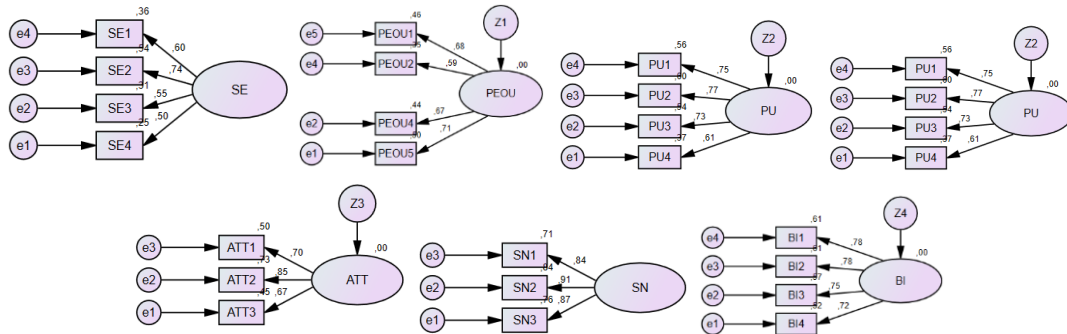 ,36
e4 SE1 ,60
,54
e3 SE2 ,74
,31
e2 SE3 ,55
,25
e1 SE4 ,50
SE
,46
e5 PEOU1 ,68
,35
e4 PEOU2 ,59
,44
e2 PEOU4 ,67
,50
e1 PEOU5 ,71
Z1
,00
PEOU
,56
e4 PU1 ,75
,60
e3 PU2 ,77
,54
e2 PU3 ,73
,37
e1 PU4 ,61
Z2
,00
PU
,56
e4 PU1 ,75
,60
e3 PU2 ,77
,54
e2 PU3 ,73
,37
e1 PU4 ,61
Z2
,00
PU
,50
e3 ATT1 ,70
,73
e2 ATT2 ,85
,45
e1 ATT3 ,67
Z3
,00
ATT
,71
e3 SN1 ,84
,84
e2 SN2 ,91
,76
e1 SN3 ,87
SN
,61
e4 BI1 ,78
,61
e3 BI2 ,78
,57
e2 BI3 ,75
,52
e1 BI4 ,72
Z4
,00
BI